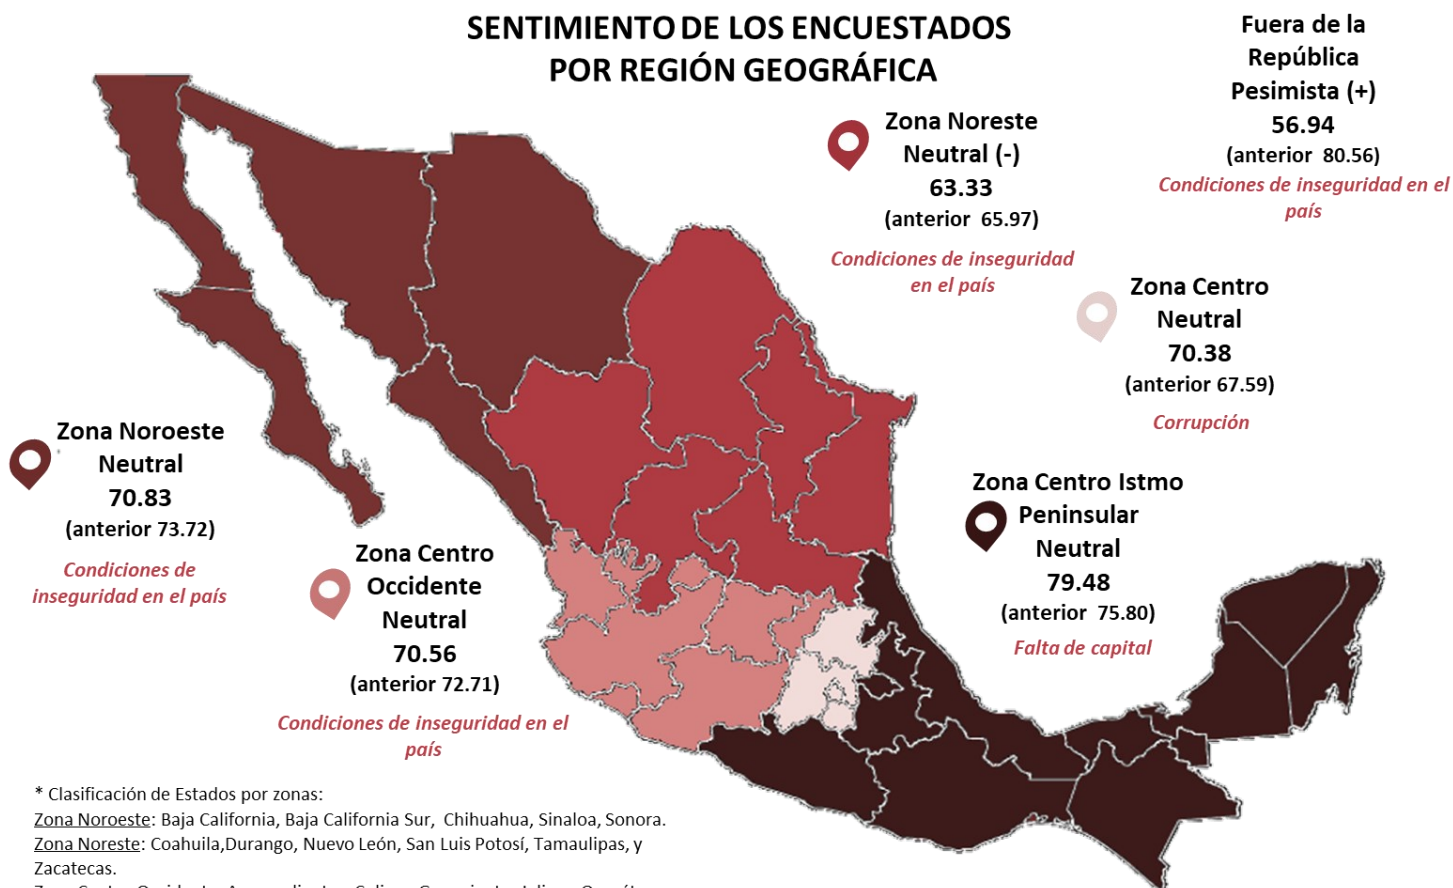 SENTIMIENTO DE LOS ENCUESTADOS
POR REGIÓN GEOGRÁFICA
Fuera de la
República
Pesimista (+)
56.94
(anterior 80.56)
Condiciones de inseguridad en el
país
Zona Noreste
Neutral (-)
63.33
(anterior 65.97)
Condiciones de inseguridad
en el país
Zona Centro
Neutral
70.38
(anterior 67.59)
Corrupción
Zona Noroeste
Neutral
70.83
(anterior 73.72)
Condiciones de
inseguridad en el país
Zona Centro Istmo
Peninsular
Neutral
79.48
(anterior 75.80)
Falta de capital
Zona Centro
Occidente
Neutral
70.56
(anterior 72.71)
Condiciones de inseguridad en el
país
* Clasificación de Estados por zonas:
Zona Noroeste: Baja California, Baja California Sur, Chihuahua, Sinaloa, Sonora.
Zona Noreste: Coahuila,Durango, Nuevo León, San Luis Potosí, Tamaulipas, y
Zacatecas.